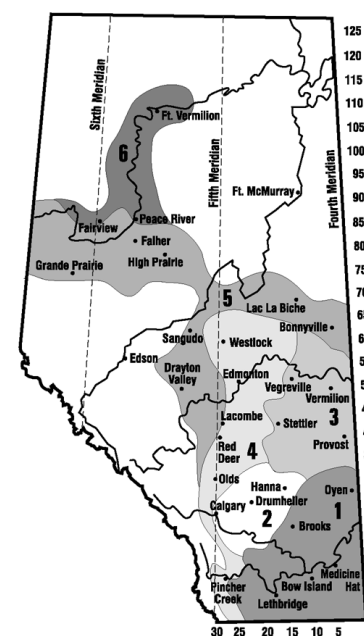 125
120
115
110
105
100
95
90
85
80
75
70
Sixth Meridian
Fifth Meridian
Fourth Meridian
Ft. Vermilion
6
Ft. McMurray
Peace River
Fairview
Falher
High Prairie
Grande Prairie
5
Lac La Biche
Bonnyville
Sangudo
Westlock
Edson
Drayton
Valley
Edmonton
Vegreville
Vermilion
3
Lacombe
Stettler
Red
Deer
4
Provost
Olds
Hanna
Drumheller
Oyen
1
Calgary
2
Brooks
Pincher
Creek
Bow Island
Medicine
Hat
Lethbridge
30 25 20 15 10 5